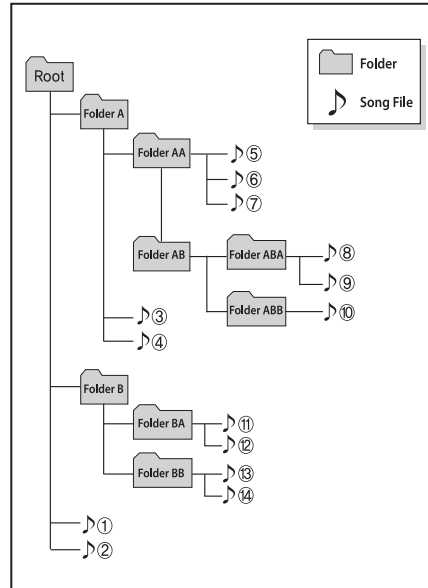 Root
Folder
Song File
Folder A
Folder AA
⑤
⑥
⑦
Folder AB
Folder ABA
⑧
⑨
Folder ABB
⑩
③
④
Folder B
Folder BA
⑪
⑫
Folder BB
⑬
⑭
①
②